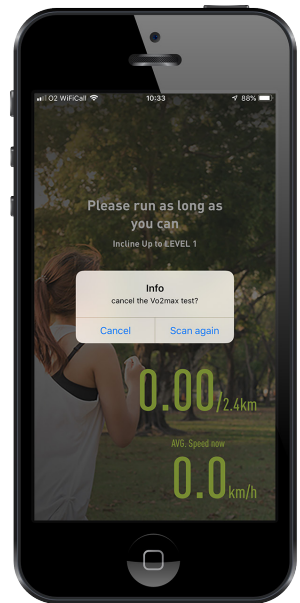 O2 WiFiCall 10:33 88%
Please run as long as
you can
Incline Up to LEVEL 1
Info
cancel the Vo2max test?
Cancel Scan again
0.00/2.4km
AVG. Speed now
0.0km/h